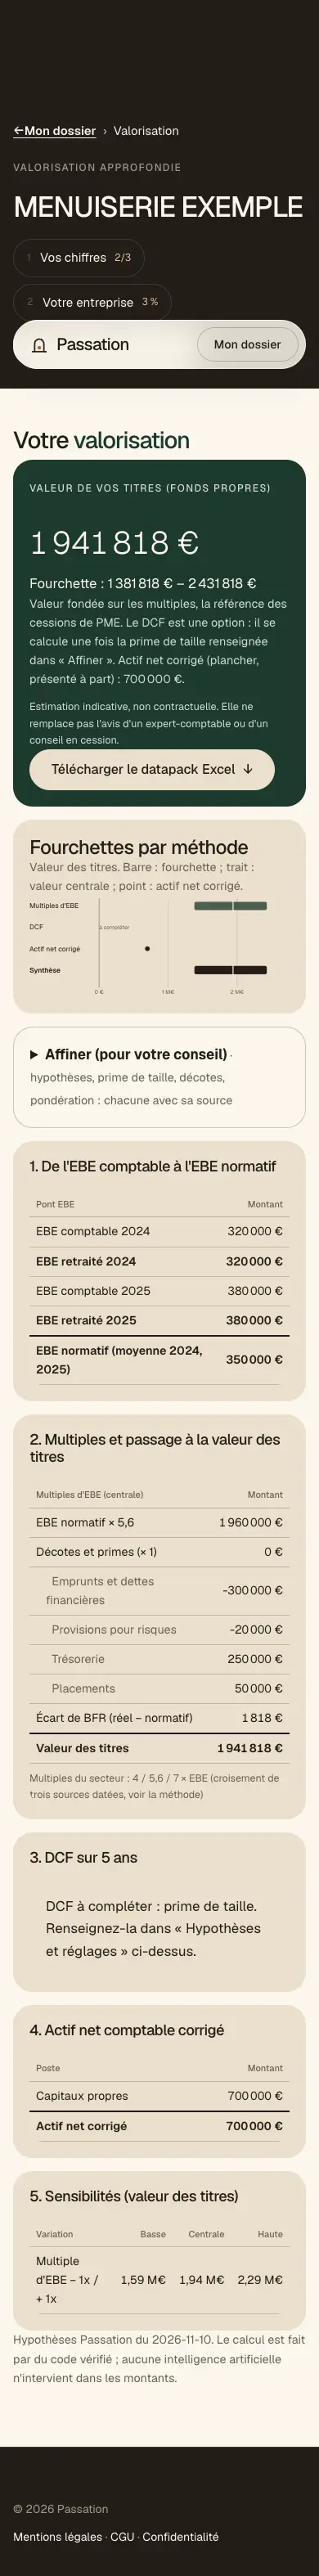 ←Mon dossier › Valorisation
VALORISATION APPROFONDIE
MENUISERIE EXEMPLE
1 Vos chiffres 2/3
2 Votre entreprise 3 %
Passation Mon dossier
Votre valorisation
VALEUR DE VOS TITRES (FONDS PROPRES)
1 941 818 €
Fourchette : 1 381 818 € – 2 431 818 €
Valeur fondée sur les multiples, la référence des
cessions de PME. Le DCF est une option : il se
calcule une fois la prime de taille renseignée
dans « Affiner ». Actif net corrigé (plancher,
présenté à part) : 700 000 €.
Estimation indicative, non contractuelle. Elle ne
remplace pas l'avis d'un expert-comptable ou d'un
conseil en cession.
Télécharger le datapack Excel ↓
Fourchettes par méthode
Valeur des titres. Barre : fourchette ; trait :
valeur centrale ; point : actif net corrigé.
Multiples d'EBE
DCF à compléter
Actif net corrigé
Synthèse
0 € 1 M€ 2 M€
▶ Affiner (pour votre conseil) ·
hypothèses, prime de taille, décotes,
pondération : chacune avec sa source
1. De l'EBE comptable à l'EBE normatif
Pont EBE Montant
EBE comptable 2024 320 000 €
EBE retraité 2024 320 000 €
EBE comptable 2025 380 000 €
EBE retraité 2025 380 000 €
EBE normatif (moyenne 2024,
2025) 350 000 €
2. Multiples et passage à la valeur des
titres
Multiples d'EBE (centrale) Montant
EBE normatif × 5,6 1 960 000 €
Décotes et primes (× 1) 0 €
Emprunts et dettes
financières -300 000 €
Provisions pour risques -20 000 €
Trésorerie 250 000 €
Placements 50 000 €
Écart de BFR (réel – normatif) 1 818 €
Valeur des titres 1 941 818 €
Multiples du secteur : 4 / 5,6 / 7 × EBE (croisement de
trois sources datées, voir la méthode)
3. DCF sur 5 ans
DCF à compléter : prime de taille.
Renseignez-la dans « Hypothèses
et réglages » ci-dessus.
4. Actif net comptable corrigé
Poste Montant
Capitaux propres 700 000 €
Actif net corrigé 700 000 €
5. Sensibilités (valeur des titres)
Variation Basse Centrale Haute
Multiple
d'EBE – 1x / 1,59 M€ 1,94 M€ 2,29 M€
+ 1x
Hypothèses Passation du 2026-11-10. Le calcul est fait
par du code vérifié ; aucune intelligence artificielle
n'intervient dans les montants.
© 2026 Passation
Mentions légales · CGU · Confidentialité